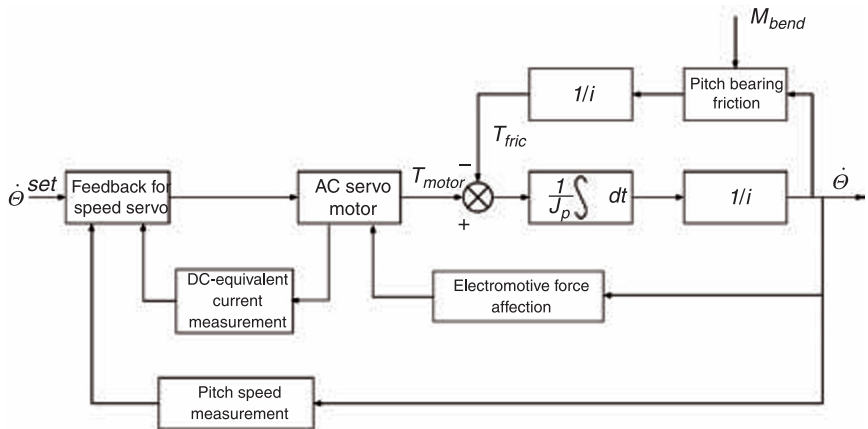 M_bend
1/i
Pitch bearing
friction
T_fric
Θ̇ set
Feedback for
speed servo
AC servo
motor
T_motor
−
+
1/J_p ∫ dt
1/i
Θ̇
DC-equivalent
current
measurement
Electromotive force
affection
Pitch speed
measurement